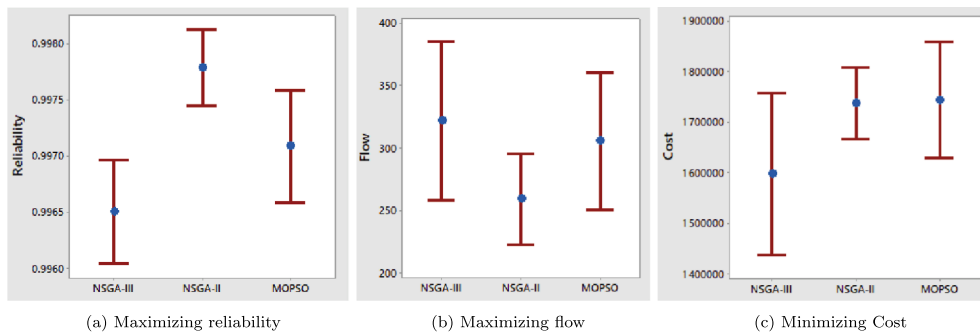 Reliability
0.9980
0.9975
0.9970
0.9965
0.9960
NSGA-III NSGA-II MOPSO
(a) Maximizing reliability
Flow
400
350
300
250
200
NSGA-III NSGA-II MOPSO
(b) Maximizing flow
Cost
1900000
1800000
1700000
1600000
1500000
1400000
NSGA-III NSGA-II MOPSO
(c) Minimizing Cost